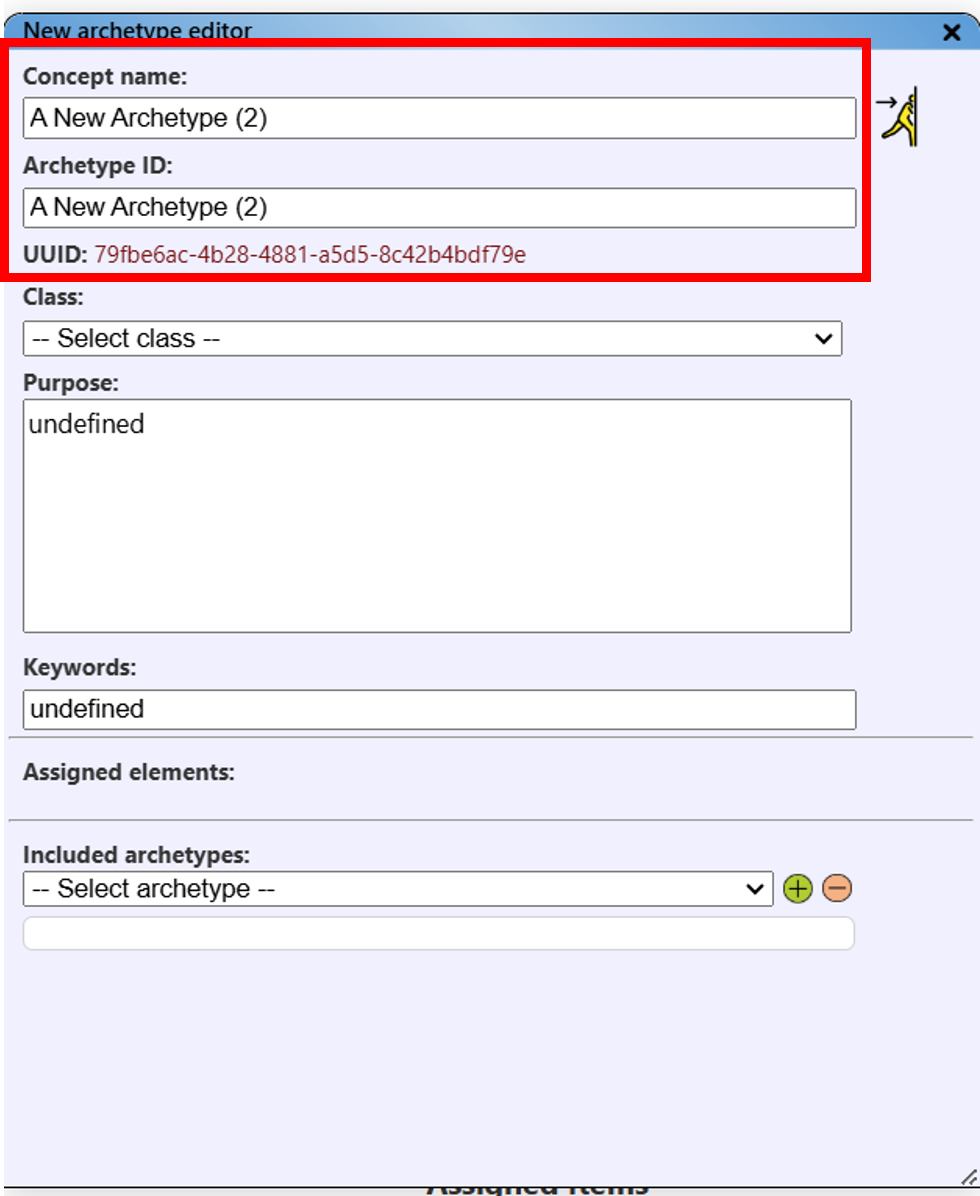 New archetype editor
Concept name:
A New Archetype (2)
Archetype ID:
A New Archetype (2)
UUID: 79fbe6ac-4b28-4881-a5d5-8c42b4bdf79e
Class:
-- Select class --
Purpose:
undefined
Keywords:
undefined
Assigned elements:
Included archetypes:
-- Select archetype --
Assigned items